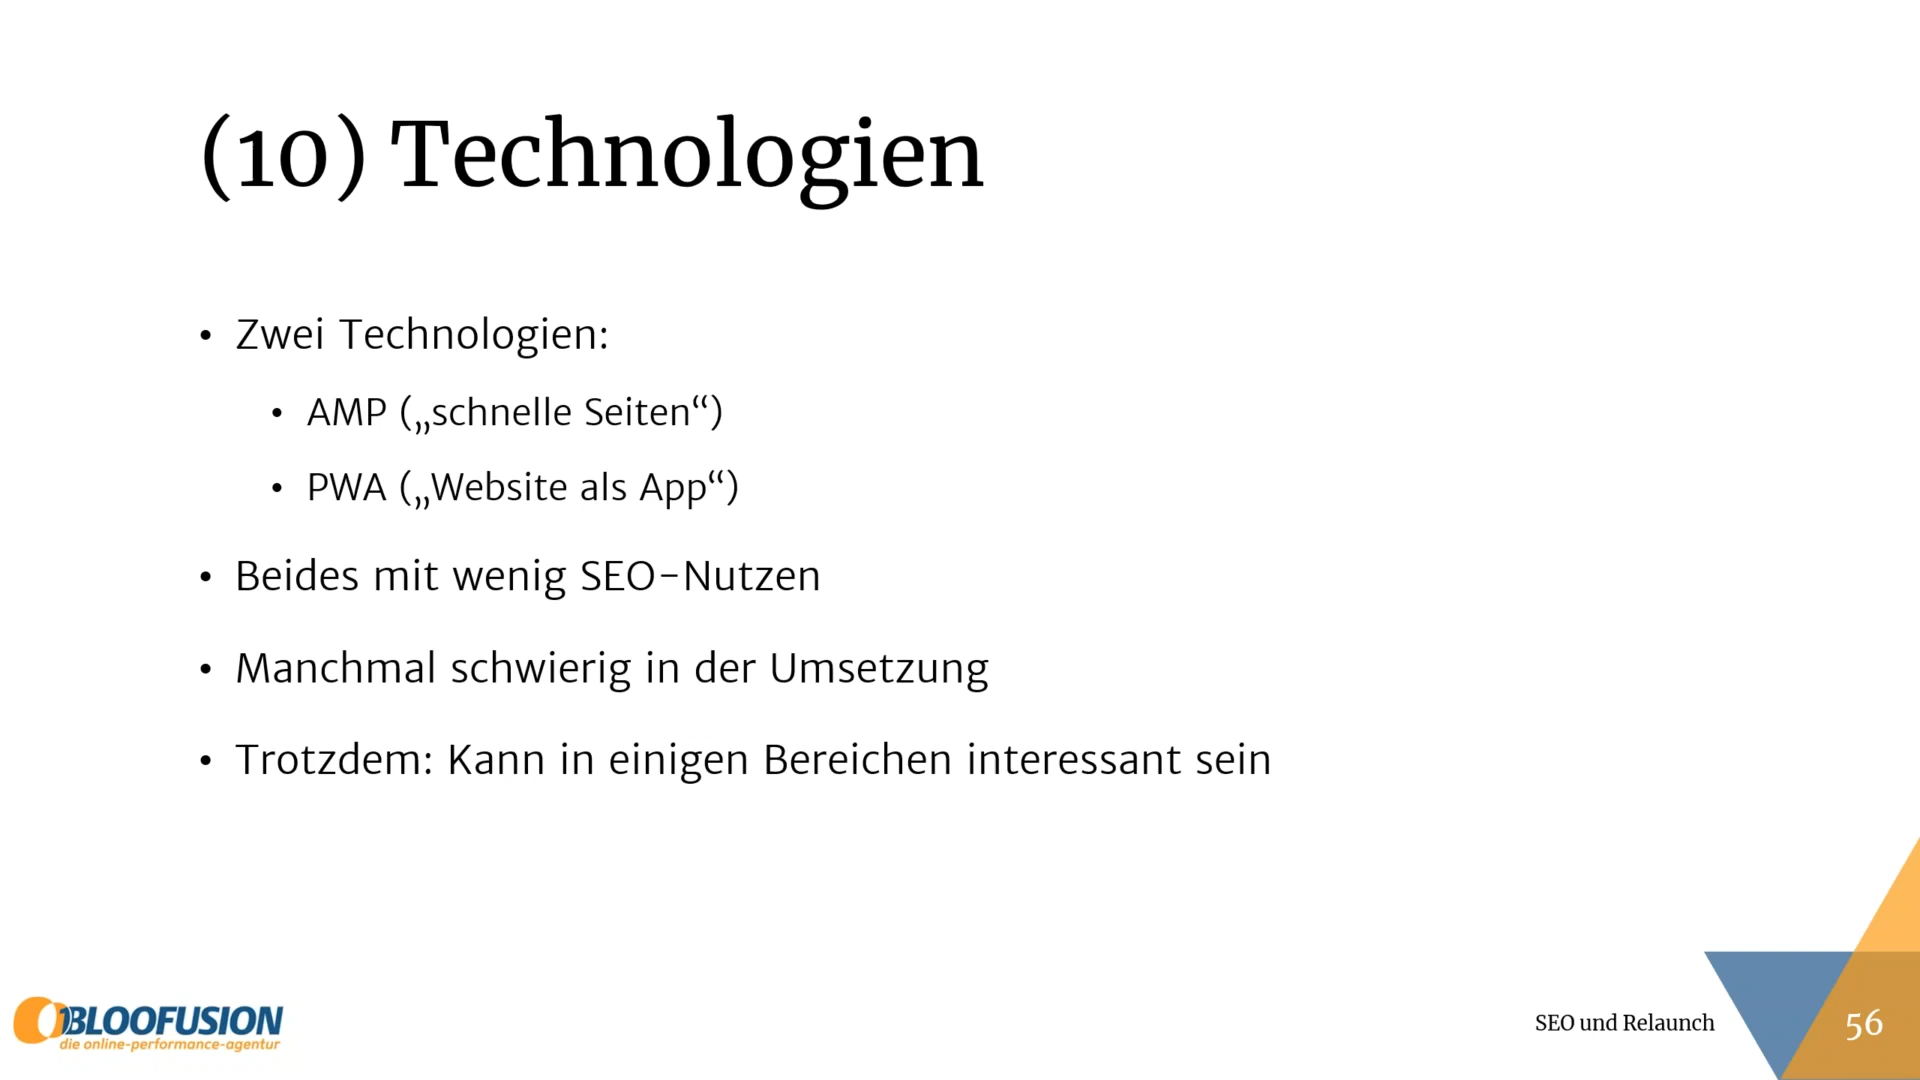 (10) Technologien
• Zwei Technologien:
• AMP („schnelle Seiten“)
• PWA („Website als App“)
• Beides mit wenig SEO-Nutzen
• Manchmal schwierig in der Umsetzung
• Trotzdem: Kann in einigen Bereichen interessant sein
BLOOFUSION
die online-performance-agentur
SEO und Relaunch
56